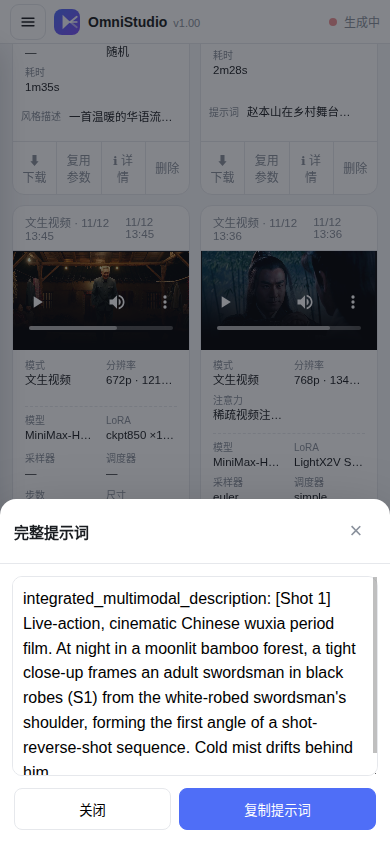 OmniStudio v1.00
生成中
—
随机
耗时
1m35s
风格描述 一首温暖的华语流…
耗时
2m28s
提示词 赵本山在乡村舞台…
⬇ 下载
复用参数
ℹ 详情
删除
⬇ 下载
复用参数
ℹ 详情
删除
文生视频 · 11/12 13:45
11/12 13:45
文生视频 · 11/12 13:36
11/12 13:36
模式
文生视频
分辨率
672p · 121…
模型
MiniMax-H…
LoRA
ckpt850 ×1…
采样器
—
调度器
—
步数
尺寸
模式
文生视频
分辨率
768p · 134…
注意力
稀疏视频注…
模型
MiniMax-H…
LoRA
LightX2V S…
采样器
euler
调度器
simple
完整提示词
×
integrated_multimodal_description: [Shot 1]
Live-action, cinematic Chinese wuxia period
film. At night in a moonlit bamboo forest, a tight
close-up frames an adult swordsman in black
robes (S1) from the white-robed swordsman's
shoulder, forming the first angle of a shot-
reverse-shot sequence. Cold mist drifts behind
him
关闭
复制提示词